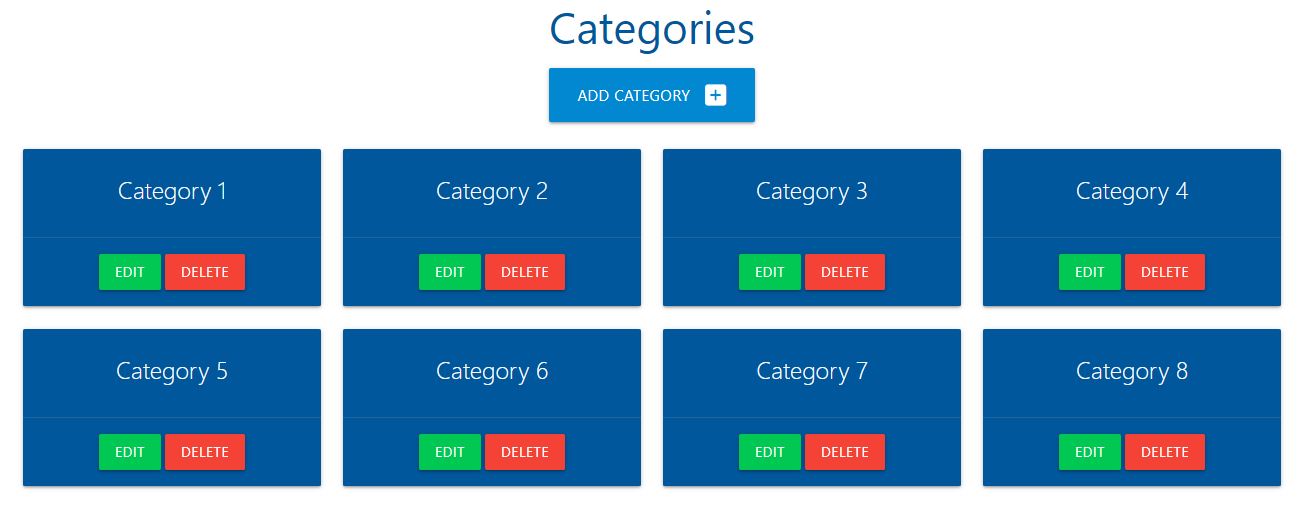 Categories
ADD CATEGORY
Category 1
Category 2
Category 3
Category 4
EDIT DELETE
EDIT DELETE
EDIT DELETE
EDIT DELETE
Category 5
Category 6
Category 7
Category 8
EDIT DELETE
EDIT DELETE
EDIT DELETE
EDIT DELETE